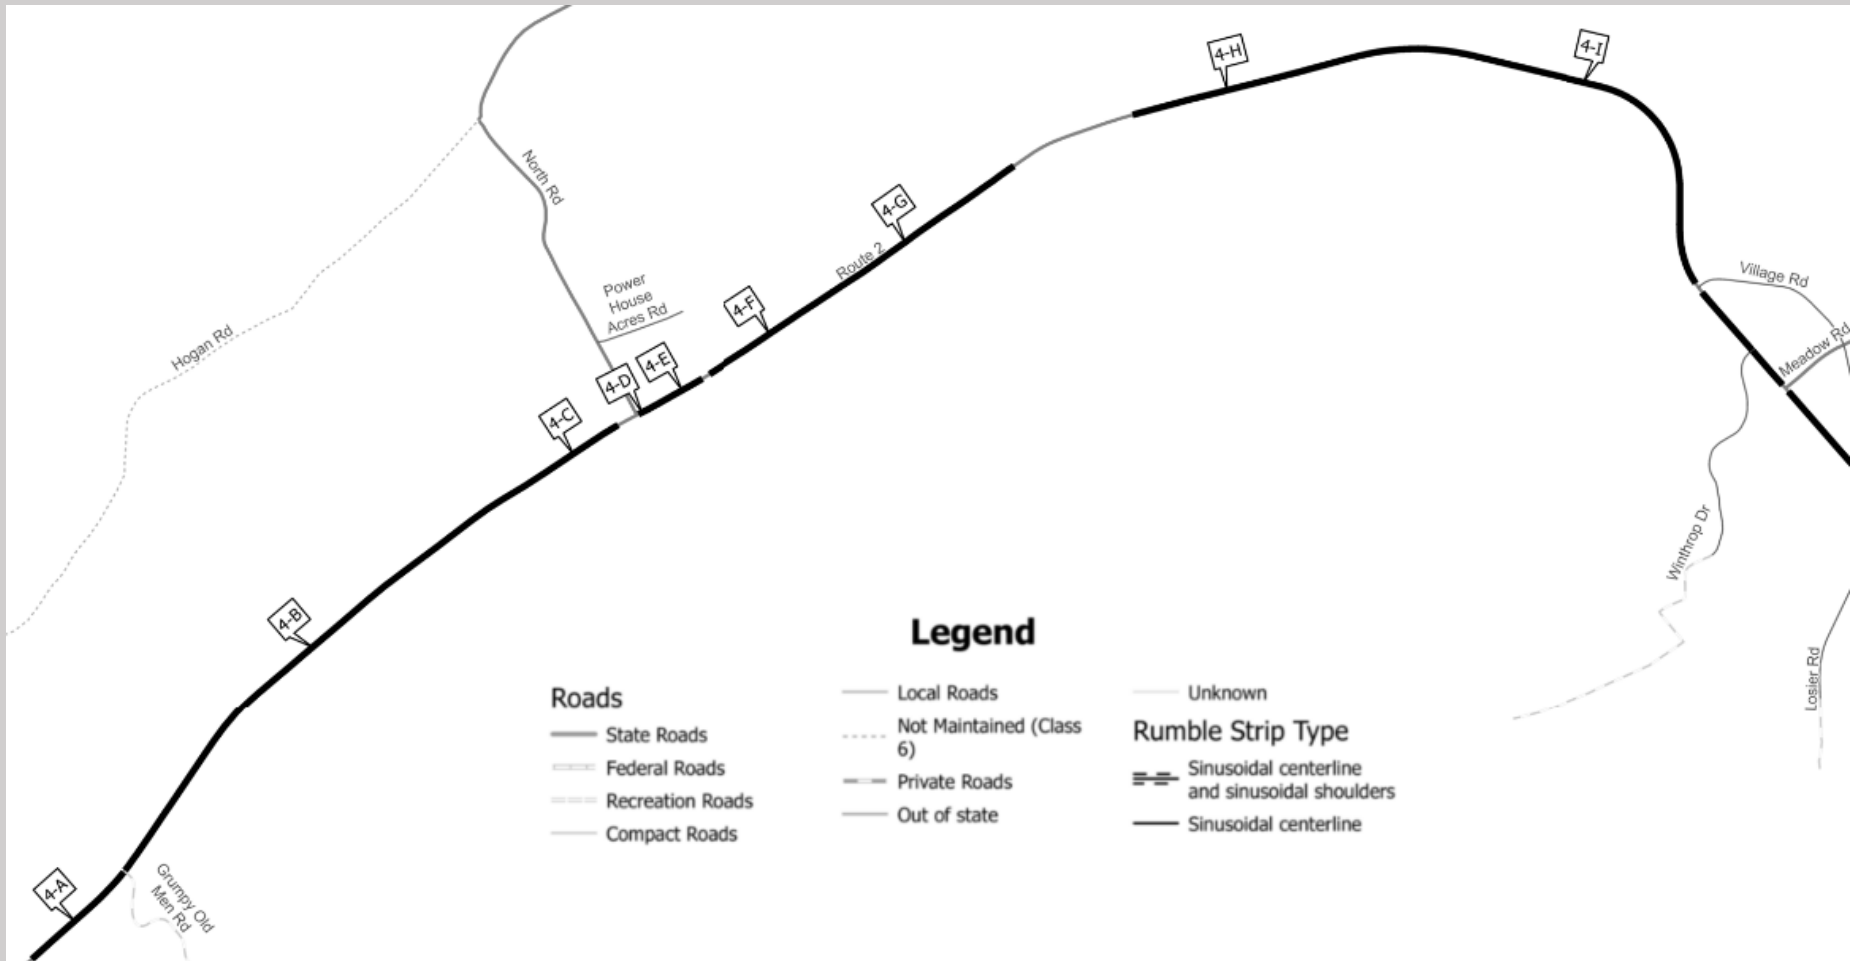 4-H
4-I
North Rd
4-G
Route 2
Village Rd
Power
House
Acres Rd
4-F
Hogan Rd
Meadow Rd
4-E
4-D
4-C
Winthrop Dr
4-B
Losier Rd
4-A
Grumpy Old
Men Rd
Legend
Roads
State Roads
Federal Roads
Recreation Roads
Compact Roads
Local Roads
Not Maintained (Class
6)
Private Roads
Out of state
Unknown
Rumble Strip Type
Sinusoidal centerline
and sinusoidal shoulders
Sinusoidal centerline